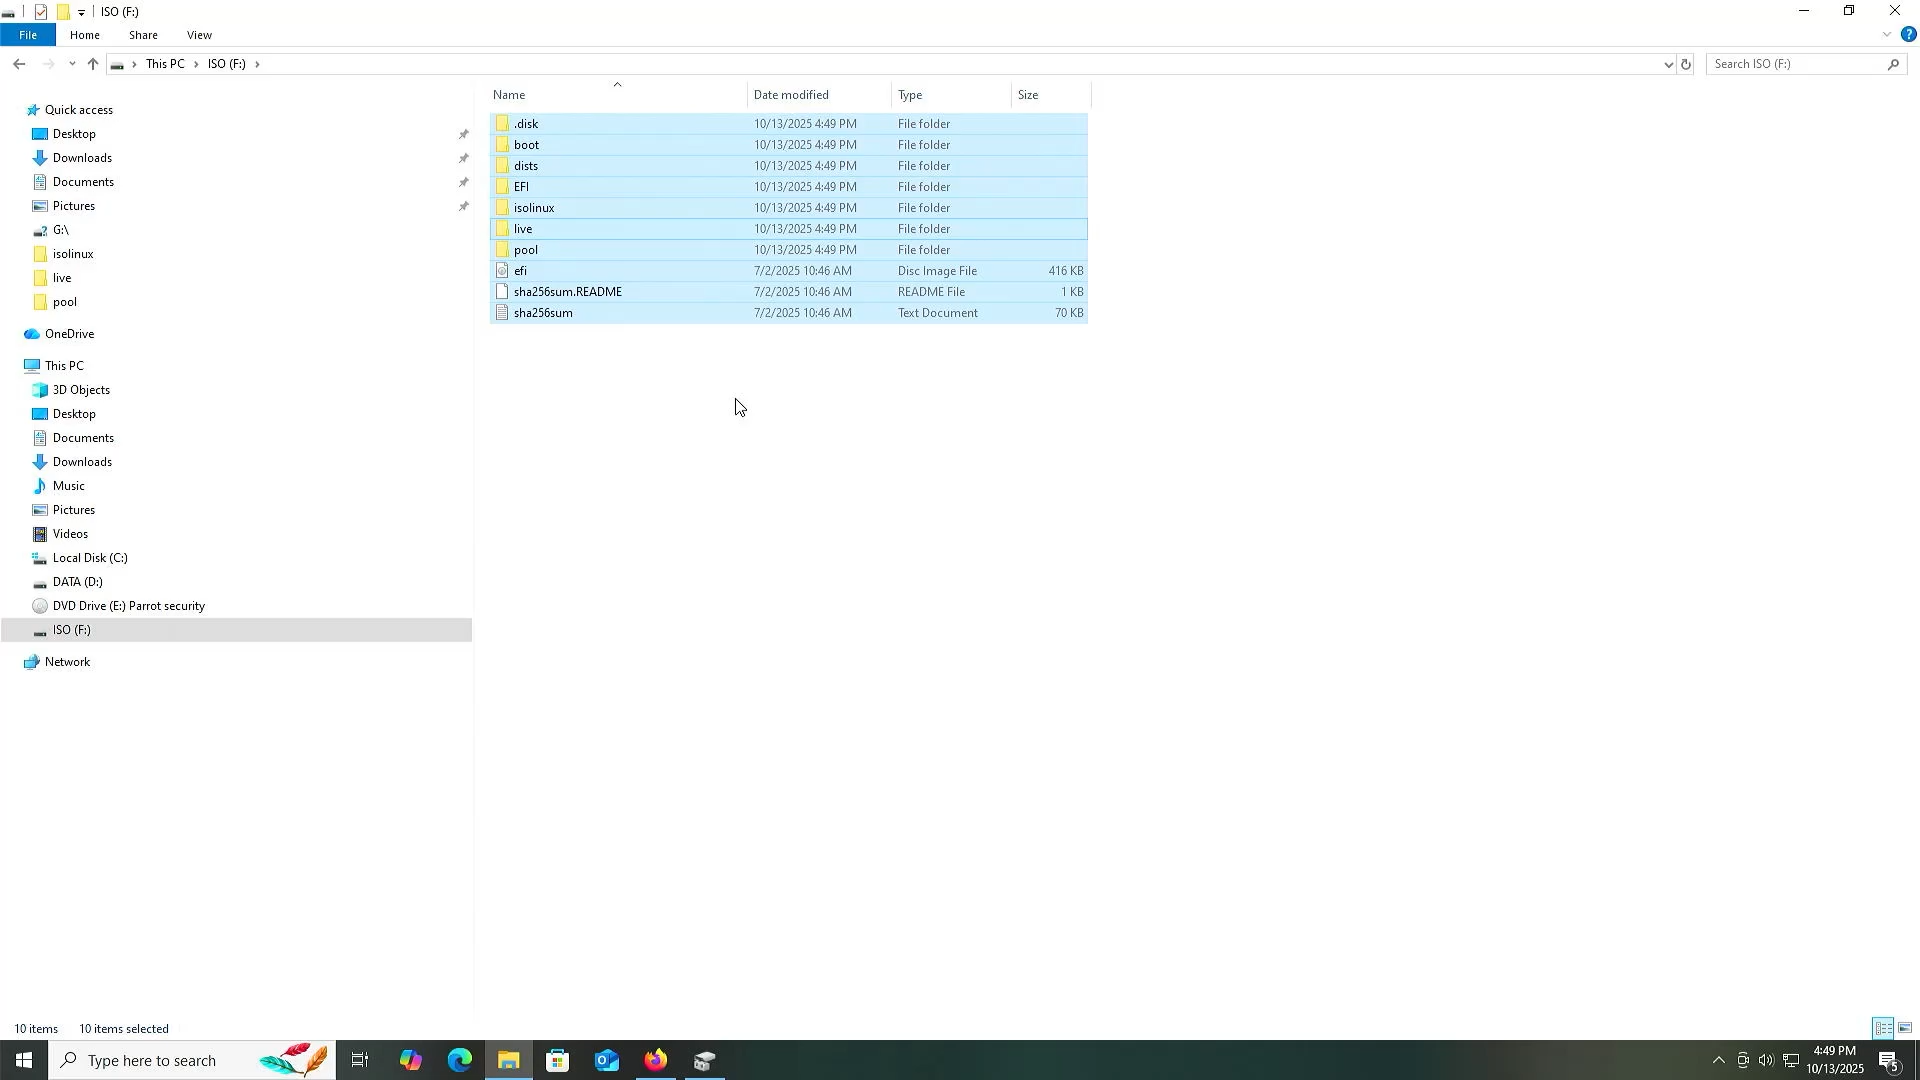 ISO (F:)
File Home Share View
This PC ISO (F:)
Search ISO (F:)
Name Date modified Type Size
.disk 10/13/2025 4:49 PM File folder
boot 10/13/2025 4:49 PM File folder
dists 10/13/2025 4:49 PM File folder
EFI 10/13/2025 4:49 PM File folder
isolinux 10/13/2025 4:49 PM File folder
live 10/13/2025 4:49 PM File folder
pool 10/13/2025 4:49 PM File folder
efi 7/2/2025 10:46 AM Disc Image File 416 KB
sha256sum.README 7/2/2025 10:46 AM README File 1 KB
sha256sum 7/2/2025 10:46 AM Text Document 70 KB
Quick access
Desktop
Downloads
Documents
Pictures
G:\
isolinux
live
pool
OneDrive
This PC
3D Objects
Desktop
Documents
Downloads
Music
Pictures
Videos
Local Disk (C:)
DATA (D:)
DVD Drive (E:) Parrot security
ISO (F:)
Network
10 items 10 items selected
Type here to search
4:49 PM
10/13/2025
5